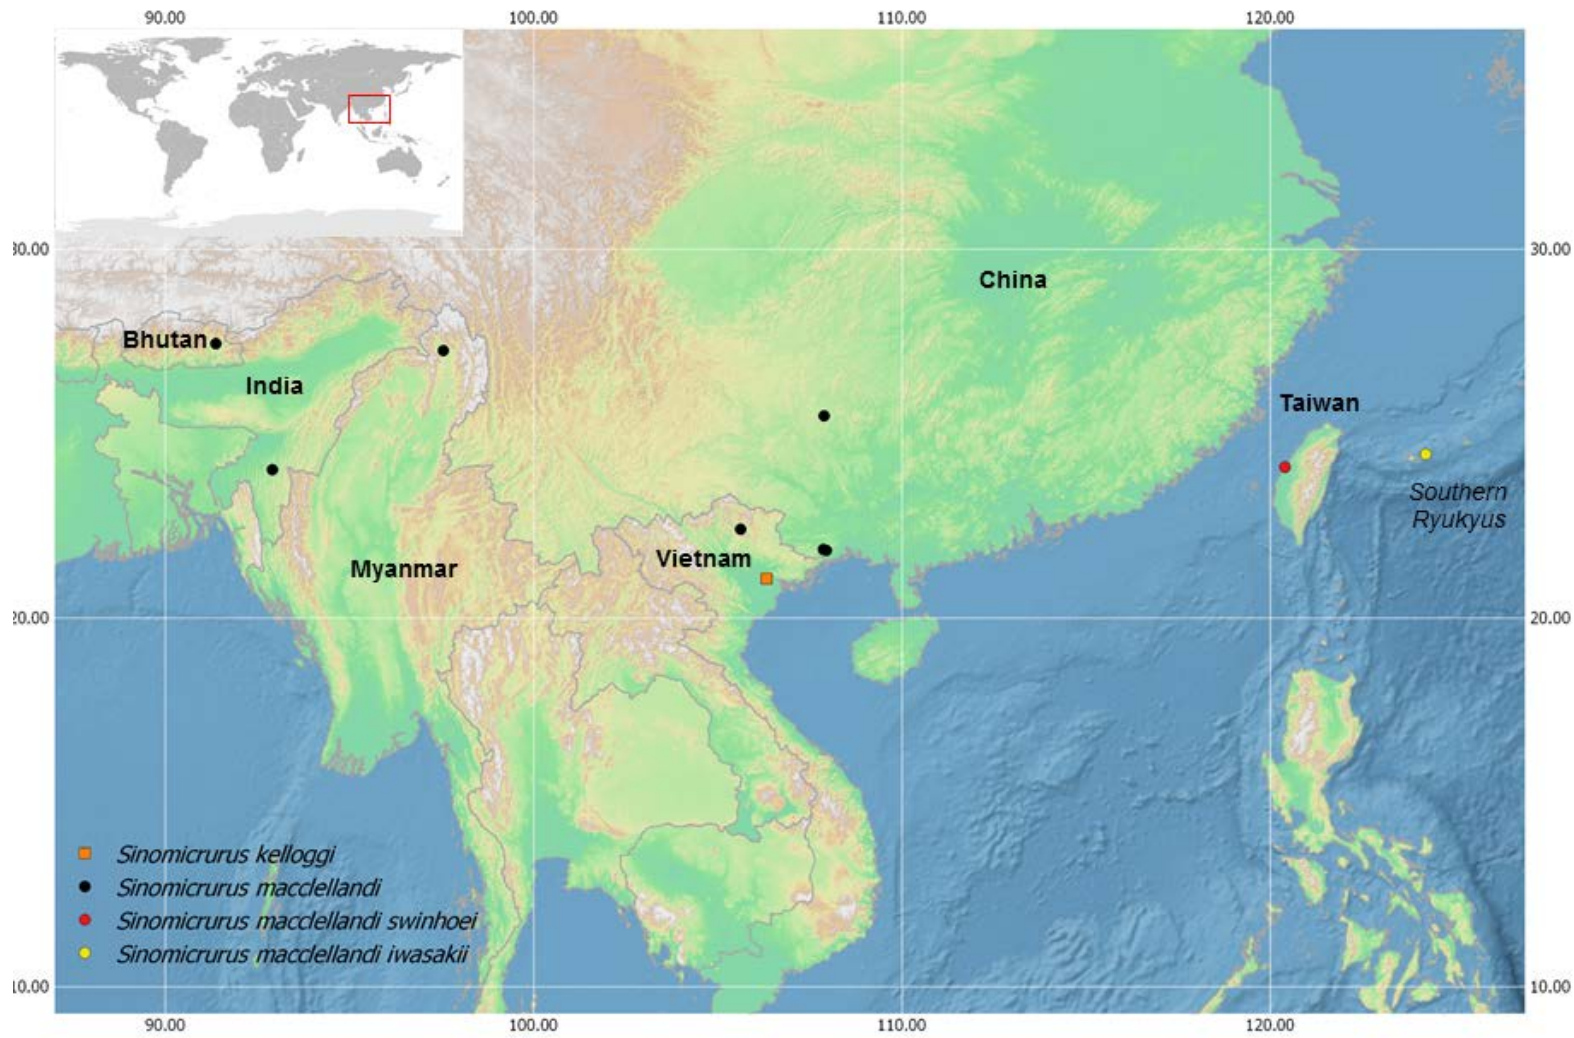 90.00 100.00 110.00 120.00
30.00 30.00
China
Bhutan
India
Taiwan
Southern
Ryukyus
Vietnam
Myanmar
20.00 20.00
Sinomicrurus kelloggi
Sinomicrurus macclellandi
Sinomicrurus macclellandi swinhoei
Sinomicrurus macclellandi iwasakii
10.00 10.00
90.00 100.00 110.00 120.00